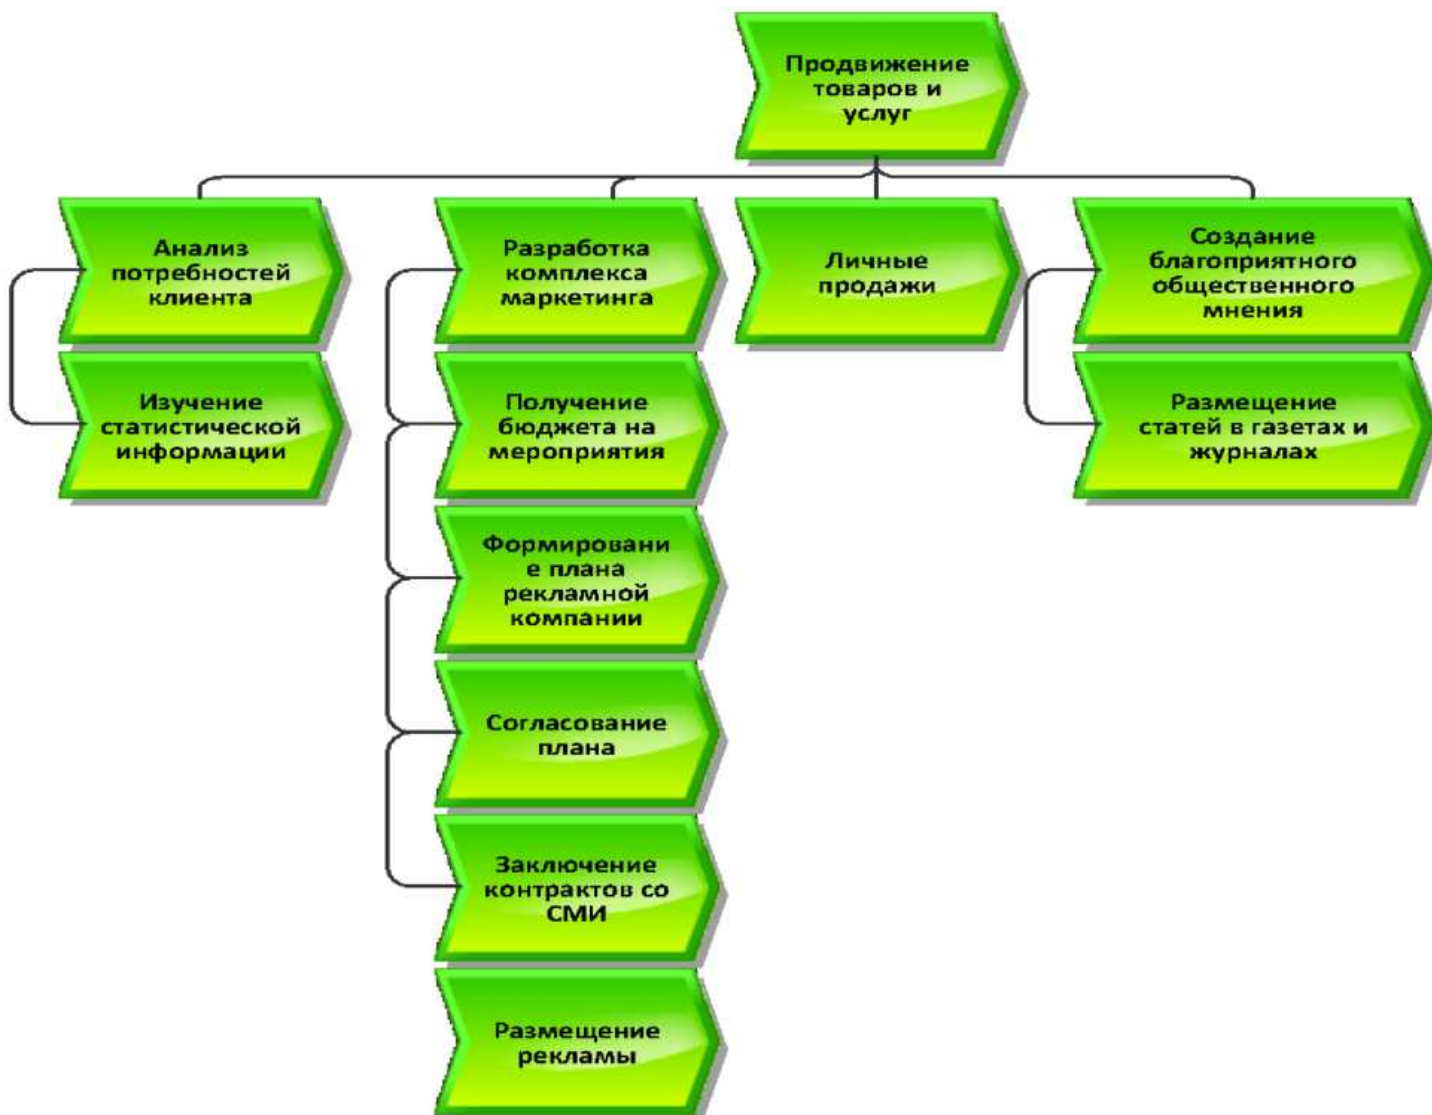 Продвижение
товаров и
услуг
Анализ
потребностей
клиента
Изучение
статистической
информации
Разработка
комплекса
маркетинга
Получение
бюджета на
мероприятия
Формировани
е плана
рекламной
компании
Согласование
плана
Заключение
контрактов со
СМИ
Размещение
рекламы
Личные
продажи
Создание
благоприятного
общественного
мнения
Размещение
статей в газетах и
журналах